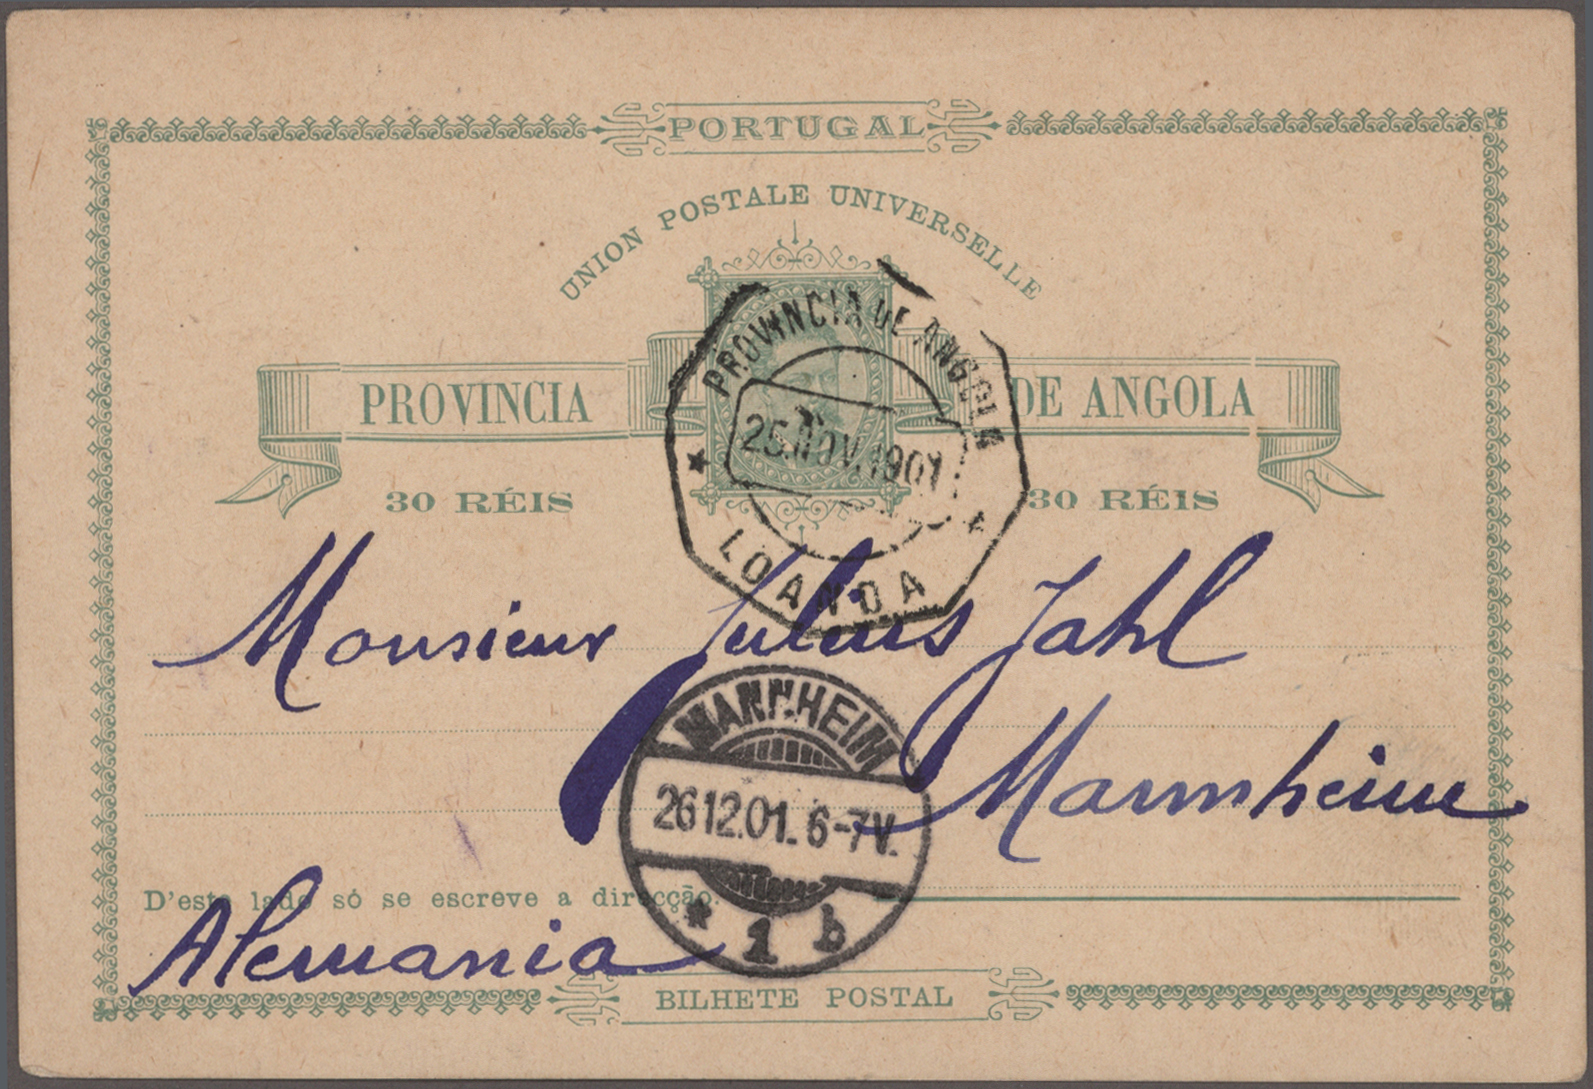 PORTUGAL
UNION POSTALE UNIVERSELLE
PROVINCIA DE ANGOLA
30 RÉIS 30 RÉIS
PROVINCIA DE ANGOLA
25.NOV.1901
LOANDA
Monsieur Julius Jahl
MANNHEIM
26 12.01. 6-7V.
* 1 b
Mannheim
D'este lado só se escreve a direcção.
Alemania
BILHETE POSTAL